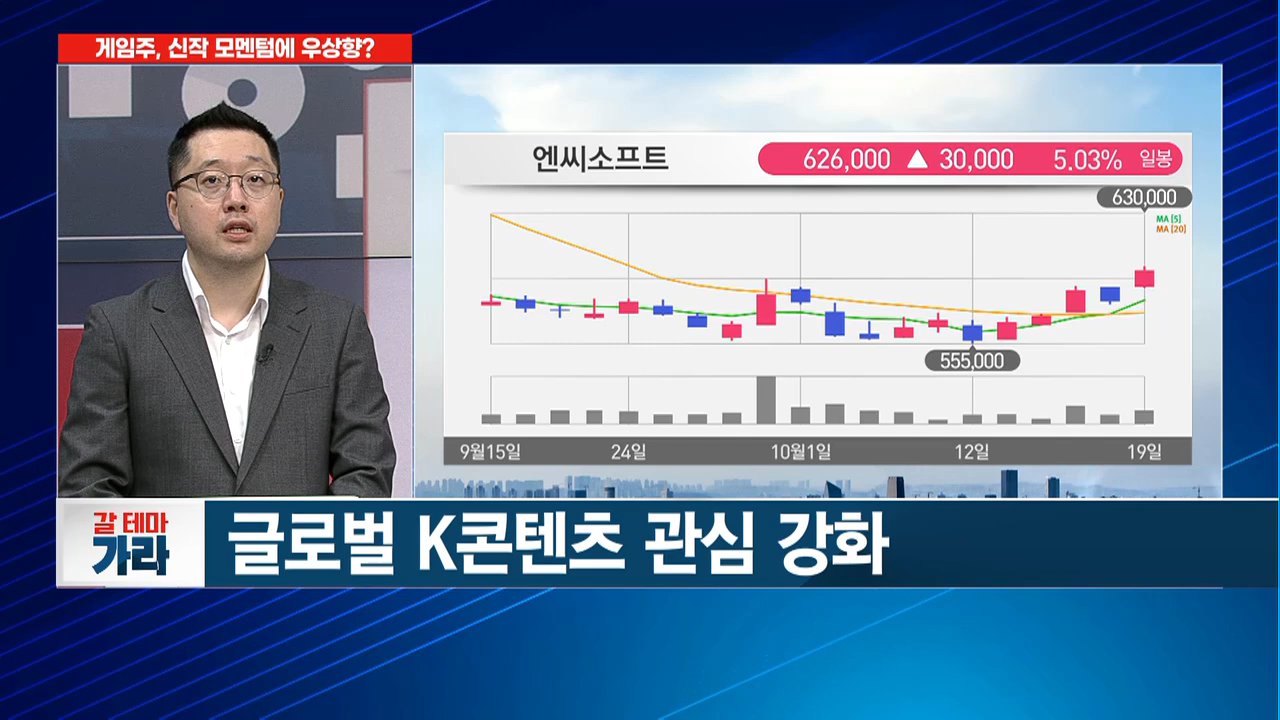 게임주, 신작 모멘텀에 우상향?
엔씨소프트
626,000 ▲ 30,000 5.03% 일봉
630,000
MA [5]
MA [20]
555,000
9월15일 24일 10월1일 12일 19일
갈 테마
가라
글로벌 K콘텐츠 관심 강화